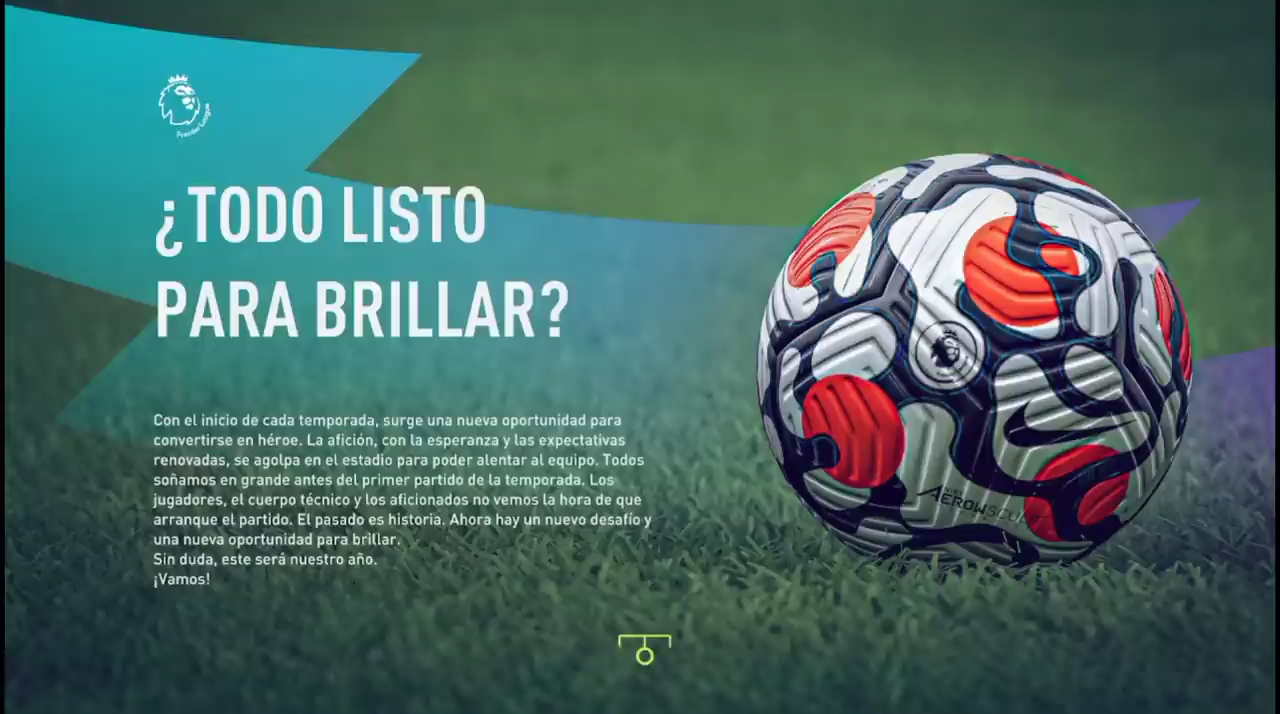 Premier League
¿TODO LISTO
PARA BRILLAR?
Con el inicio de cada temporada, surge una nueva oportunidad para
convertirse en héroe. La afición, con la esperanza y las expectativas
renovadas, se agolpa en el estadio para poder alentar al equipo. Todos
soñamos en grande antes del primer partido de la temporada. Los
jugadores, el cuerpo técnico y los aficionados no vemos la hora de que
arranque el partido. El pasado es historia. Ahora hay un nuevo desafío y
una nueva oportunidad para brillar.
Sin duda, este será nuestro año.
¡Vamos!
AEROWSCULPT